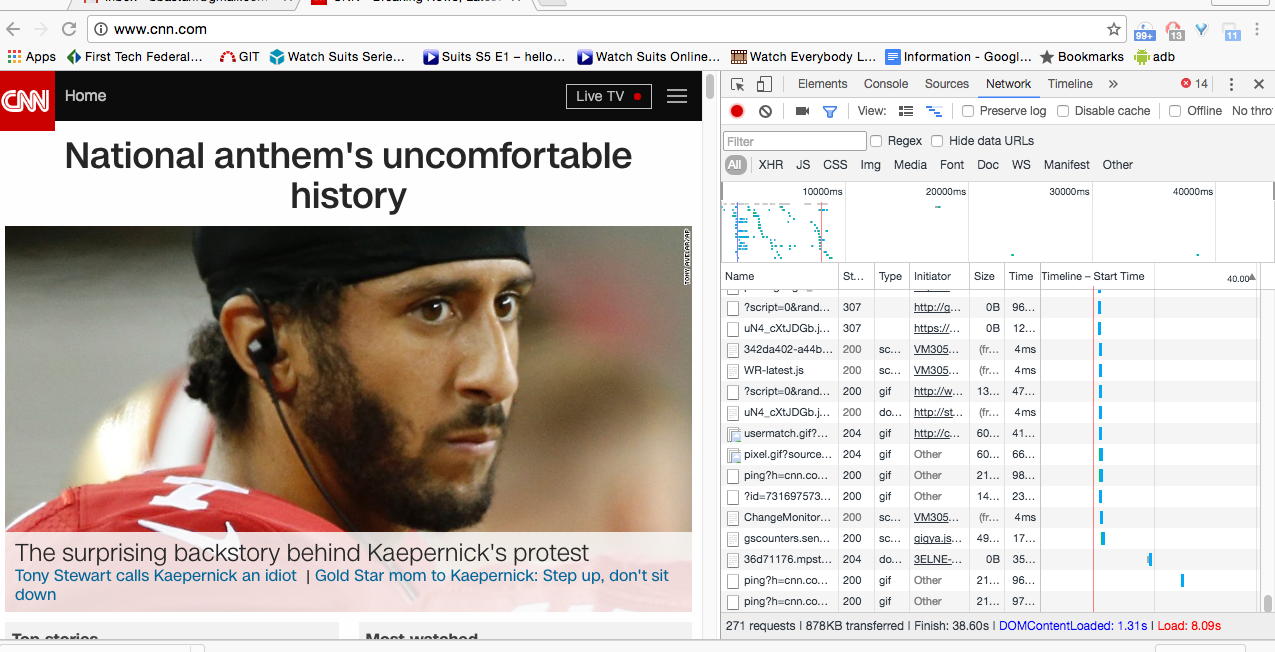 www.cnn.com
99+ 13 11
Apps First Tech Federal... GIT Watch Suits Serie... Suits S5 E1 – hello... Watch Suits Online... Watch Everybody L... Information - Googl... Bookmarks adb
CNN Home Live TV
National anthem's uncomfortable
history
TONY AVELAR/AP
The surprising backstory behind Kaepernick's protest
Tony Stewart calls Kaepernick an idiot | Gold Star mom to Kaepernick: Step up, don't sit
down
Top stories Most watched
Elements Console Sources Network Timeline » 14
View: Preserve log Disable cache Offline No thro
Filter Regex Hide data URLs
All XHR JS CSS Img Media Font Doc WS Manifest Other
10000ms 20000ms 30000ms 40000ms
Name St... Type Initiator Size Time Timeline – Start Time 40.00
?script=0&rand... 307 http://g... 0B 96...
uN4_cXtJDGb.j... 307 https://... 0B 12...
342da402-a44b... 200 sc... VM305... (fr... 4ms
WR-latest.js 200 sc... VM305... (fr... 4ms
?script=0&rand... 200 gif http://w... 13... 47...
uN4_cXtJDGb.j... 200 do... http://st... (fr... 4ms
usermatch.gif?... 204 gif http://c... 60... 41...
pixel.gif?source... 204 gif Other 60... 66...
ping?h=cnn.co... 200 gif Other 21... 98...
?id=731697573... 200 gif Other 14... 23...
ChangeMonitor... 200 sc... VM305... (fr... 4ms
gscounters.sen... 200 sc... gigya.js... 49... 17...
36d71176.mpst... 204 do... 3ELNE-... 0B 35...
ping?h=cnn.co... 200 gif Other 21... 96...
ping?h=cnn.co... 200 gif Other 21... 97...
271 requests | 878KB transferred | Finish: 38.60s | DOMContentLoaded: 1.31s | Load: 8.09s